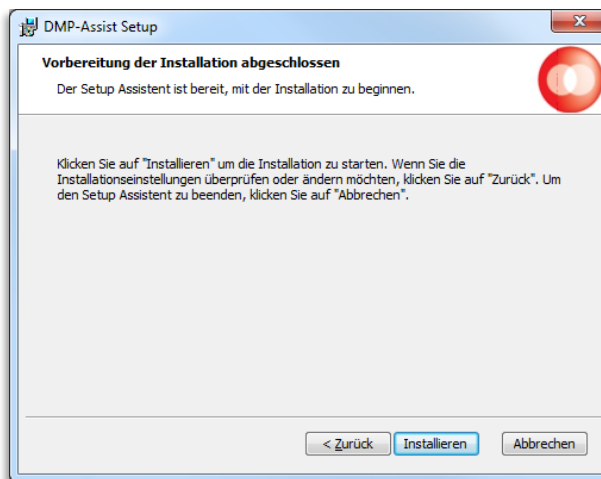 DMP-Assist Setup
Vorbereitung der Installation abgeschlossen
Der Setup Assistent ist bereit, mit der Installation zu beginnen.
Klicken Sie auf "Installieren" um die Installation zu starten. Wenn Sie die
Installationseinstellungen überprüfen oder ändern möchten, klicken Sie auf "Zurück". Um
den Setup Assistent zu beenden, klicken Sie auf "Abbrechen".
< Zurück Installieren Abbrechen